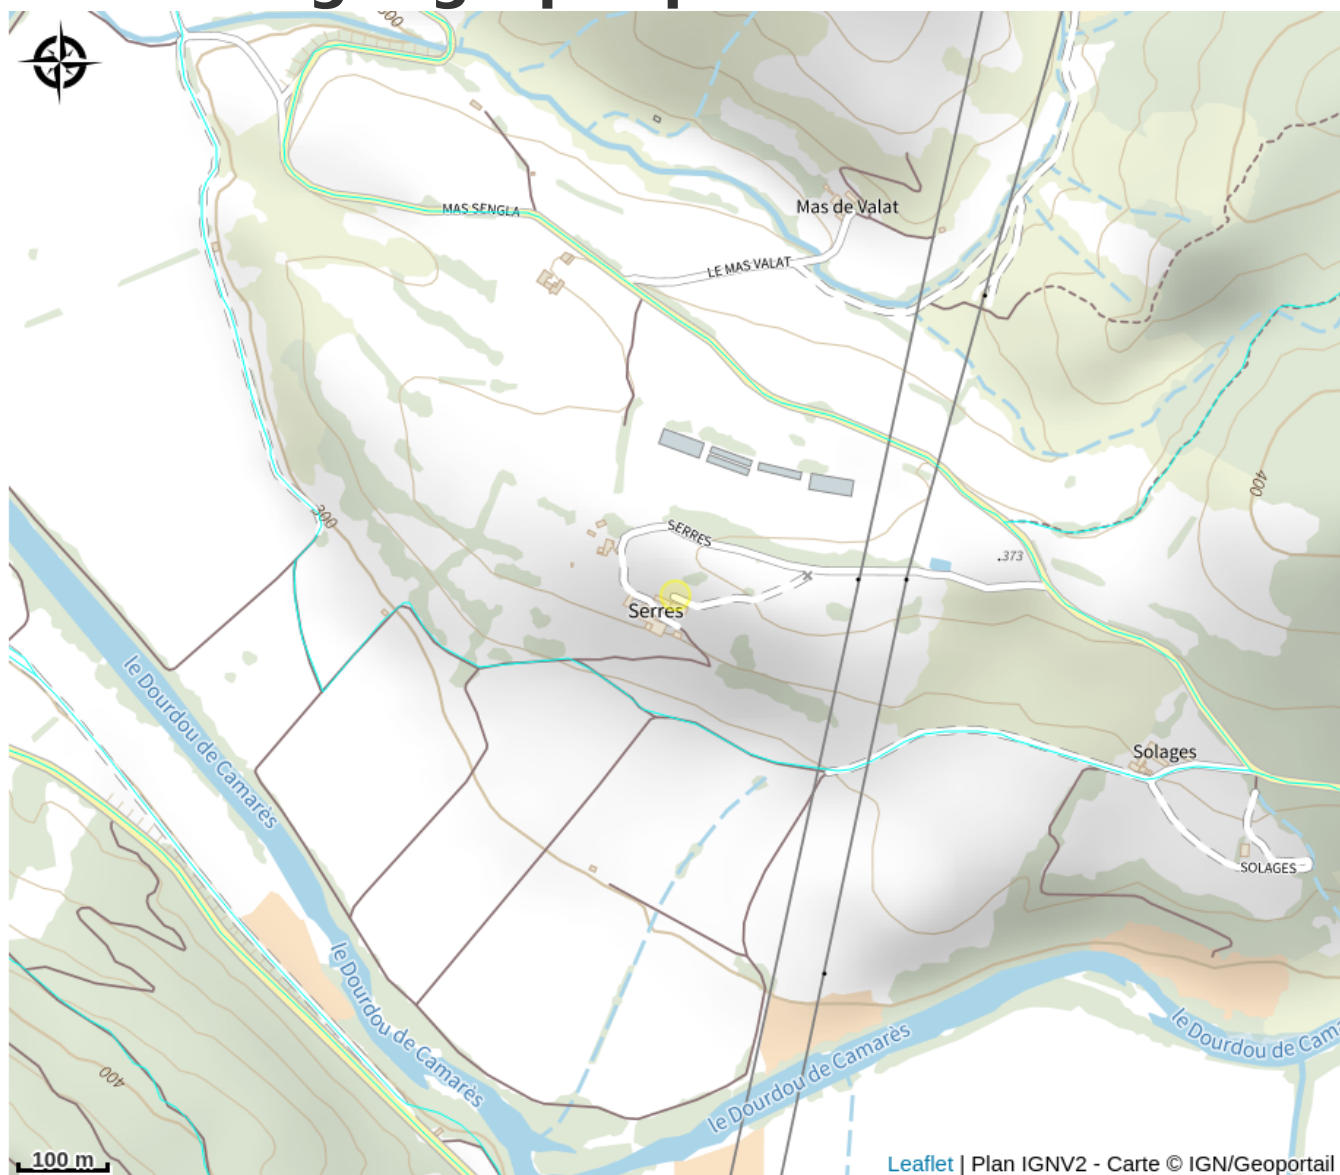 300
MAS SENGLA
Mas de Valat
LE MAS VALAT
400
300
SERRES
.373
Serres
le Dourdou de Camarès
Solages
SOLAGES
le Dourdou de Camarès
le Dourdou de Camarès
le Dourdou de Cama
400
100 m
Leaflet | Plan IGNV2 - Carte © IGN/Geoportail